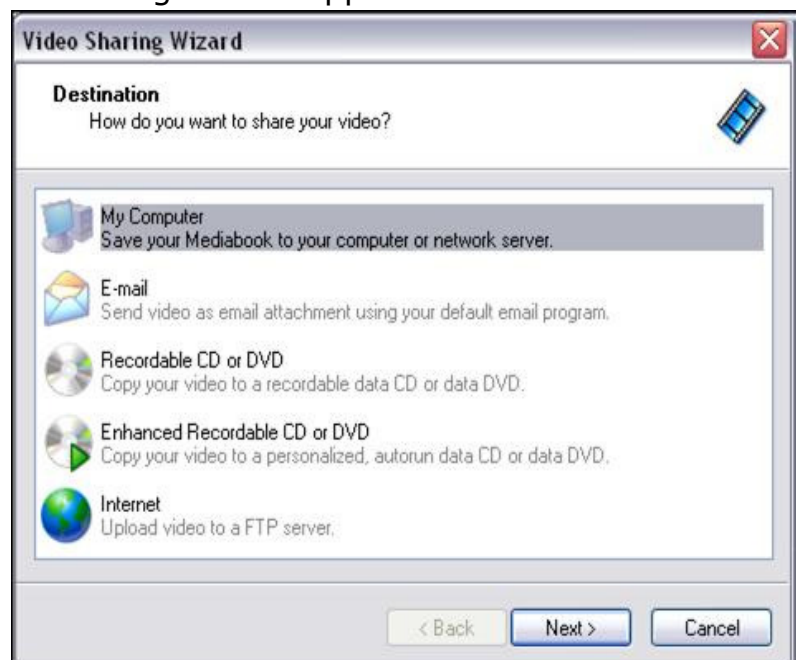 Video Sharing Wizard
Destination
How do you want to share your video?
My Computer
Save your Mediabook to your computer or network server.
E-mail
Send video as email attachment using your default email program.
Recordable CD or DVD
Copy your video to a recordable data CD or data DVD.
Enhanced Recordable CD or DVD
Copy your video to a personalized, autorun data CD or data DVD.
Internet
Upload video to a FTP server.
< Back Next > Cancel